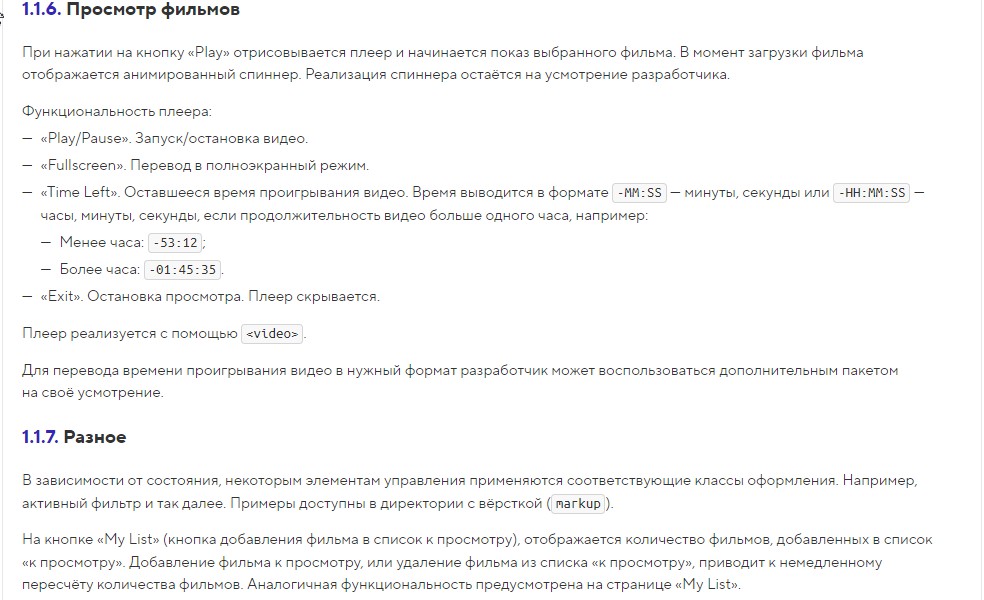 1.1.6. Просмотр фильмов
При нажатии на кнопку «Play» отрисовывается плеер и начинается показ выбранного фильма. В момент загрузки фильма
отображается анимированный спиннер. Реализация спиннера остаётся на усмотрение разработчика.
Функциональность плеера:
— «Play/Pause». Запуск/остановка видео.
— «Fullscreen». Перевод в полноэкранный режим.
— «Time Left». Оставшееся время проигрывания видео. Время выводится в формате -MM:SS — минуты, секунды или -HH:MM:SS —
часы, минуты, секунды, если продолжительность видео больше одного часа, например:
— Менее часа: -53:12;
— Более часа: -01:45:35.
— «Exit». Остановка просмотра. Плеер скрывается.
Плеер реализуется с помощью <video>.
Для перевода времени проигрывания видео в нужный формат разработчик может воспользоваться дополнительным пакетом
на своё усмотрение.
1.1.7. Разное
В зависимости от состояния, некоторым элементам управления применяются соответствующие классы оформления. Например,
активный фильтр и так далее. Примеры доступны в директории с вёрсткой (markup).
На кнопке «My List» (кнопка добавления фильма в список к просмотру), отображается количество фильмов, добавленных в список
«к просмотру». Добавление фильма к просмотру, или удаление фильма из списка «к просмотру», приводит к немедленному
пересчёту количества фильмов. Аналогичная функциональность предусмотрена на странице «My List».